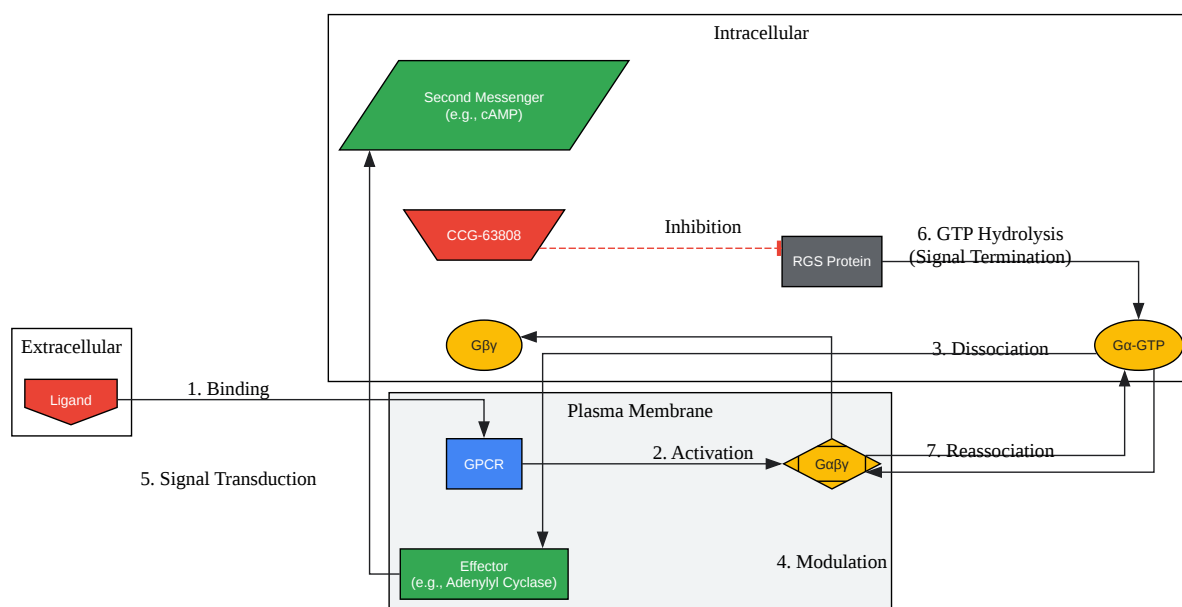 Intracellular
Second Messenger
(e.g., cAMP)
CCG-63808
Inhibition
RGS Protein
6. GTP Hydrolysis
(Signal Termination)
Gβγ
Gα-GTP
3. Dissociation
Extracellular
Ligand
1. Binding
Plasma Membrane
GPCR
2. Activation
Gαβγ
7. Reassociation
5. Signal Transduction
4. Modulation
Effector
(e.g., Adenylyl Cyclase)